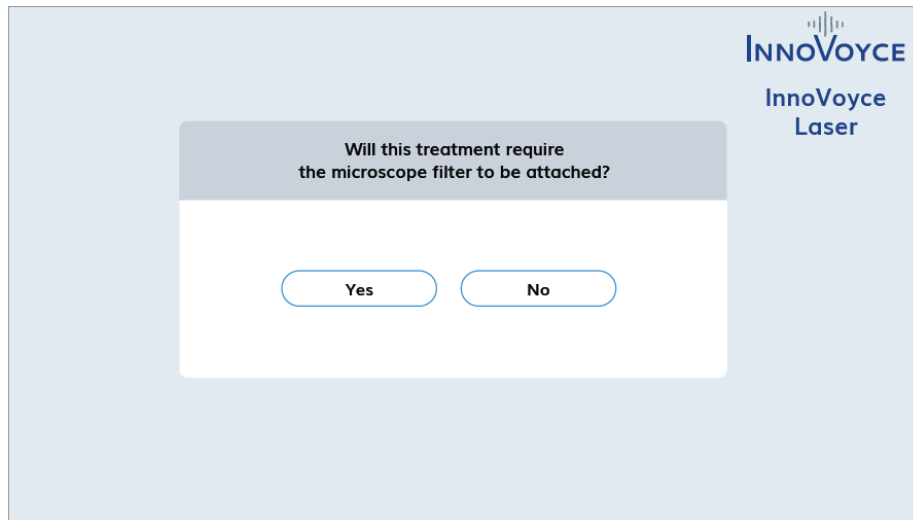 INNOVOYCE
InnoVoyce
Laser
Will this treatment require
the microscope filter to be attached?
Yes No